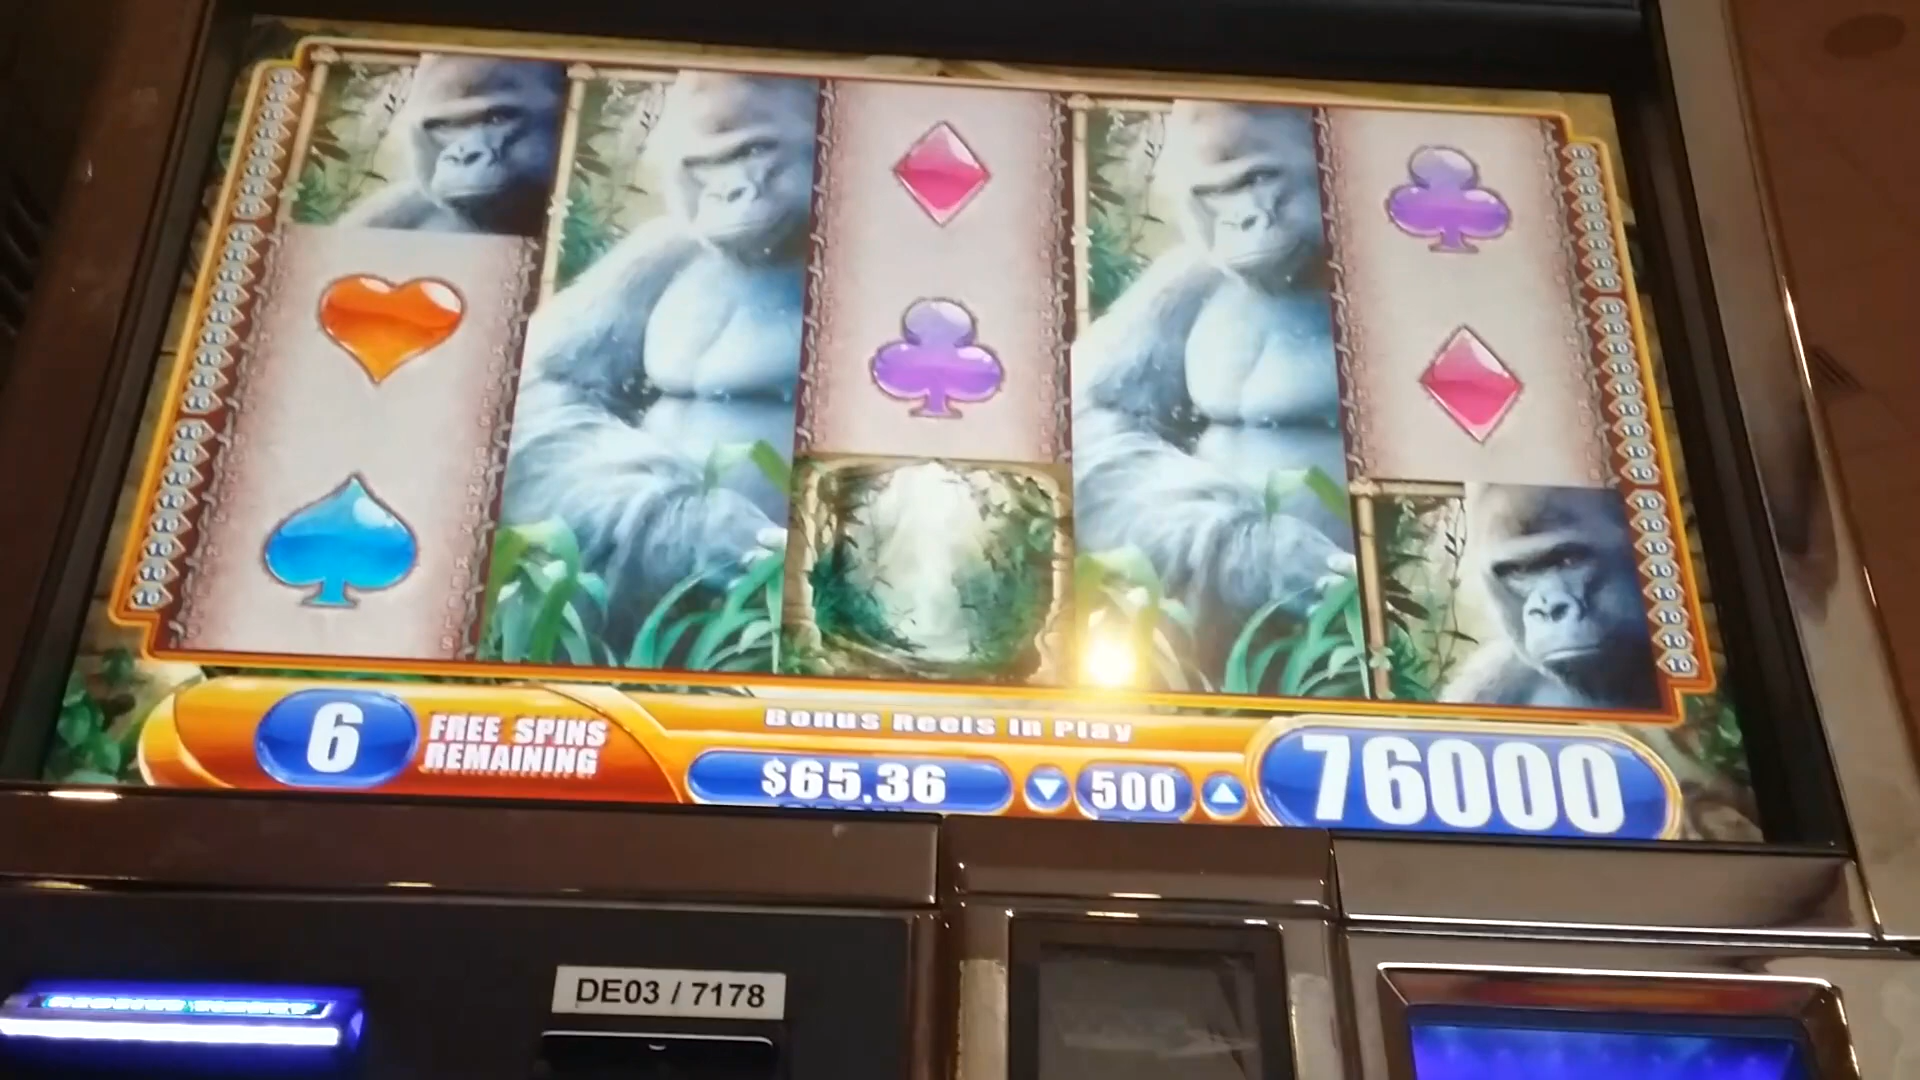 6
FREE SPINS
REMAINING
Bonus Reels In Play
$65.36
500
76000
DE03 / 7178